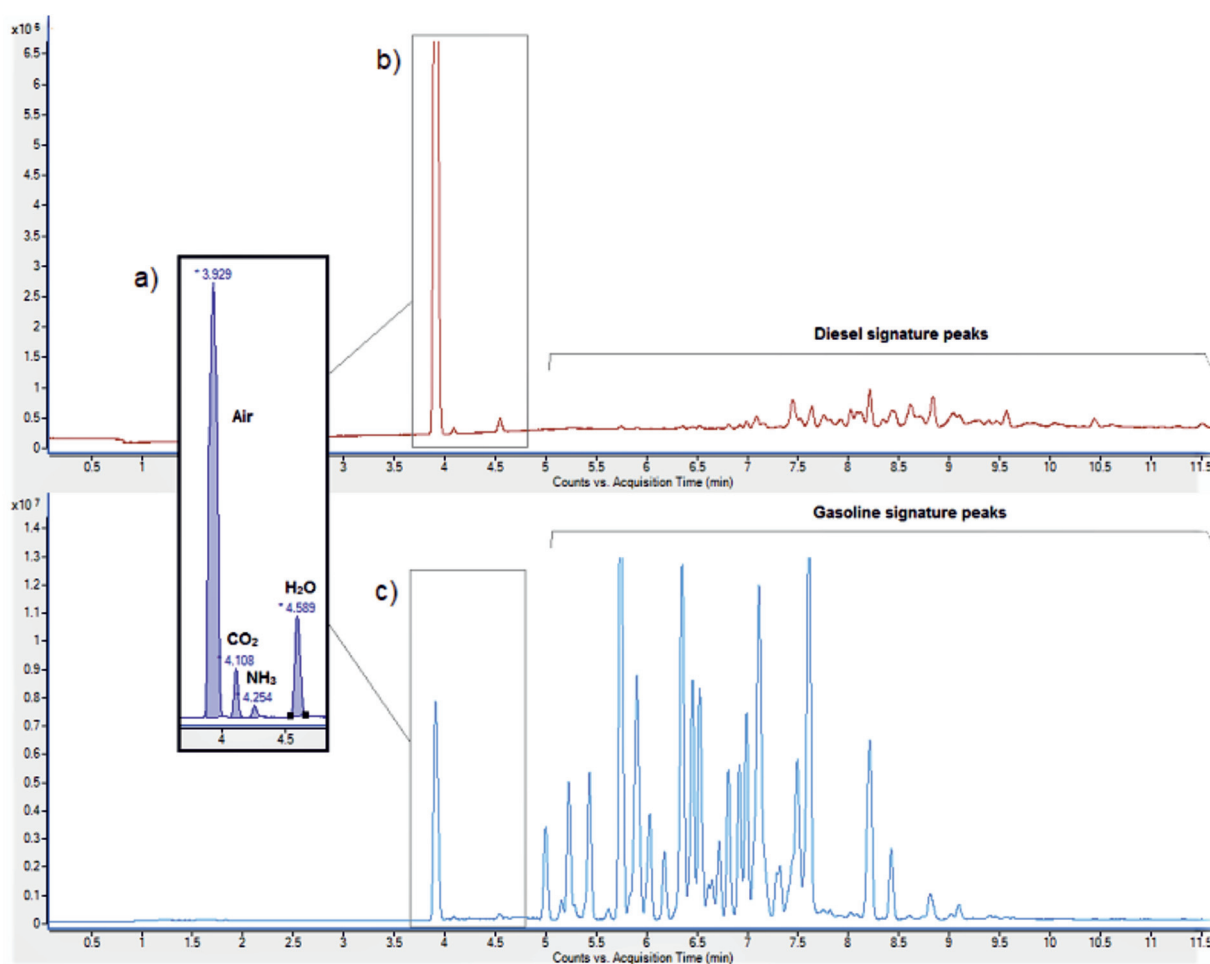 x10 6
6.5
6
5.5
5
4.5
4
3.5
3
2.5
2
1.5
1
0.5
0
b)
a)
* 3.929
Air
CO₂
4.108
NH₃
4.254
H₂O
* 4.589
4 4.5
Diesel signature peaks
0.5 1 3 3.5 4 4.5 5 5.5 6 6.5 7 7.5 8 8.5 9 9.5 10 10.5 11 11.5
Counts vs. Acquisition Time (min)
x10 7
1.4
1.3
1.2
1.1
1
0.9
0.8
0.7
0.6
0.5
0.4
0.3
0.2
0.1
0
c)
Gasoline signature peaks
0.5 1 1.5 2 2.5 3 3.5 4 4.5 5 5.5 6 6.5 7 7.5 8 8.5 9 9.5 10 10.5 11 11.5
Counts vs. Acquisition Time (min)